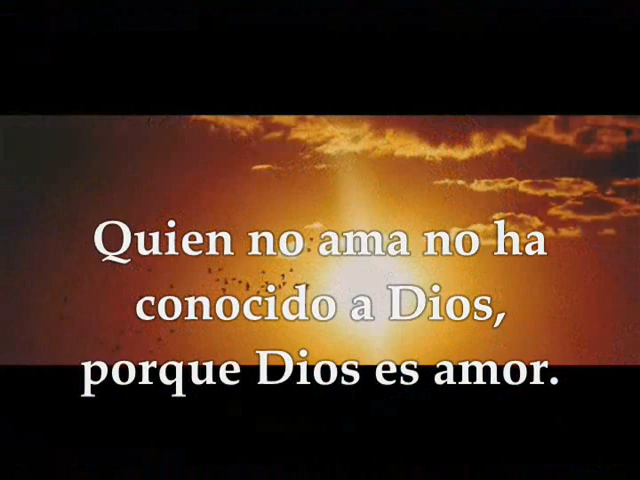 Quien no ama no ha
conocido a Dios,
porque Dios es amor.